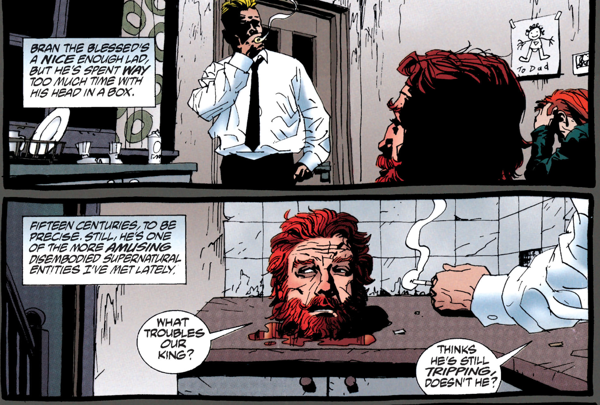 BRAN THE BLESSED'S
A NICE ENOUGH LAD,
BUT HE'S SPENT WAY
TOO MUCH TIME WITH
HIS HEAD IN A BOX.
To Dad
FIFTEEN CENTURIES, TO BE
PRECISE. STILL, HE'S ONE
OF THE MORE AMUSING
DISEMBODIED SUPERNATURAL
ENTITIES I'VE MET LATELY.
WHAT
TROUBLES
OUR
KING?
THINKS
HE'S STILL
TRIPPING,
DOESN'T HE?